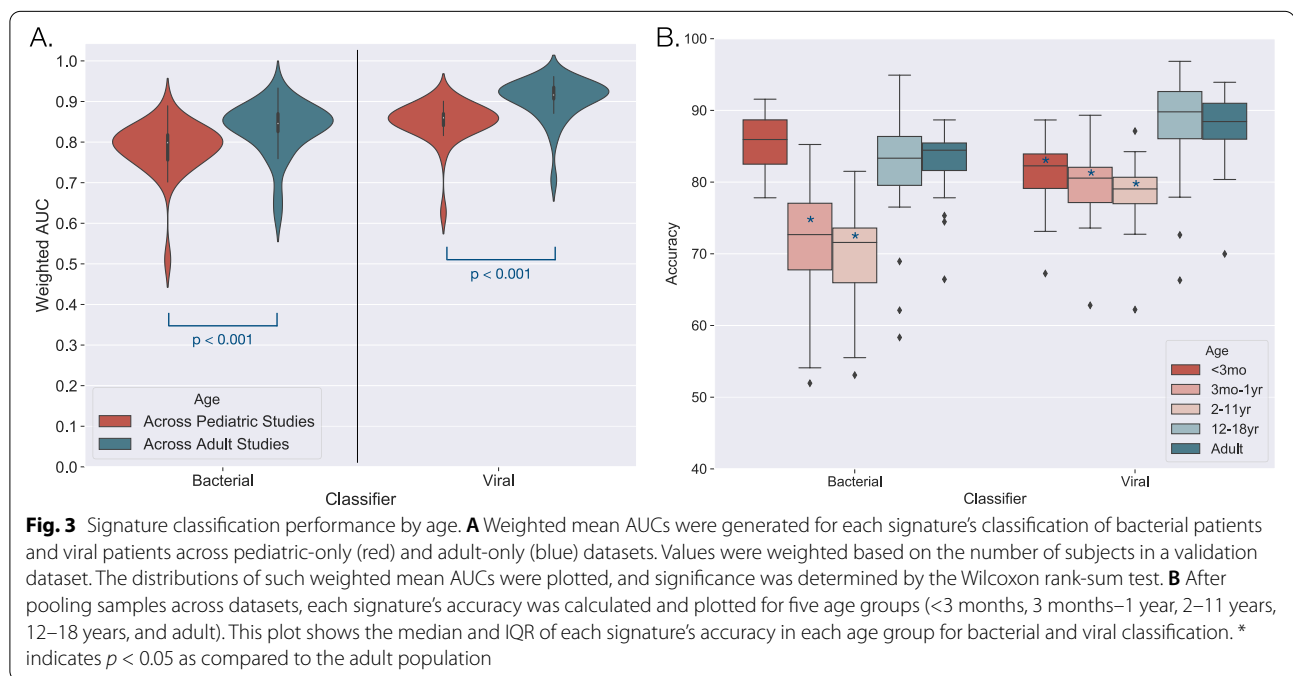 A.
1.0
0.9
0.8
0.7
0.6
0.5
0.4
0.3
0.2
0.1
0.0
Weighted AUC
p < 0.001
p < 0.001
Age
Across Pediatric Studies
Across Adult Studies
Bacterial
Viral
Classifier
B.
100
90
80
70
60
50
40
Accuracy
*
*
*
*
*
Age
<3mo
3mo-1yr
2-11yr
12-18yr
Adult
Bacterial
Viral
Classifier
Fig. 3 Signature classification performance by age. A Weighted mean AUCs were generated for each signature’s classification of bacterial patients
and viral patients across pediatric-only (red) and adult-only (blue) datasets. Values were weighted based on the number of subjects in a validation
dataset. The distributions of such weighted mean AUCs were plotted, and significance was determined by the Wilcoxon rank-sum test. B After
pooling samples across datasets, each signature’s accuracy was calculated and plotted for five age groups (<3 months, 3 months–1 year, 2–11 years,
12–18 years, and adult). This plot shows the median and IQR of each signature’s accuracy in each age group for bacterial and viral classification. *
indicates p < 0.05 as compared to the adult population